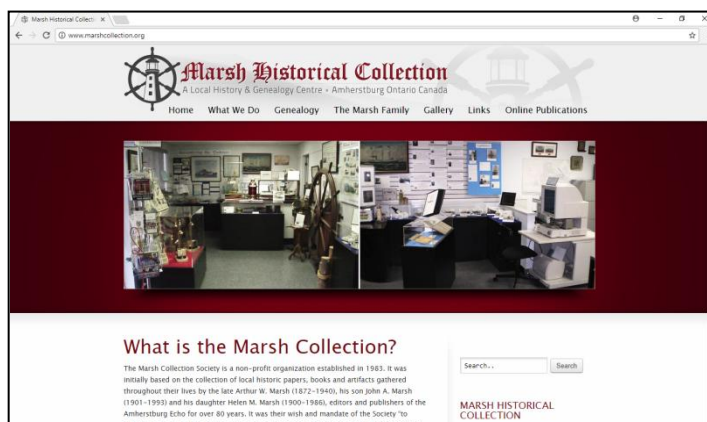 Marsh Historical Collecti
www.marshcollection.org
Marsh Historical Collection
A Local History & Genealogy Centre • Amherstburg Ontario Canada
Home What We Do Genealogy The Marsh Family Gallery Links Online Publications
What is the Marsh Collection?
The Marsh Collection Society is a non-profit organization established in 1983. It was
initially based on the collection of local historic papers, books and artifacts gathered
throughout their lives by the late Arthur W. Marsh (1872-1940), his son John A. Marsh
(1901-1993) and his daughter Helen M. Marsh (1900-1986), editors and publishers of the
Amherstburg Echo for over 80 years. It was their wish and mandate of the Society "to
Search.. Search
MARSH HISTORICAL
COLLECTION